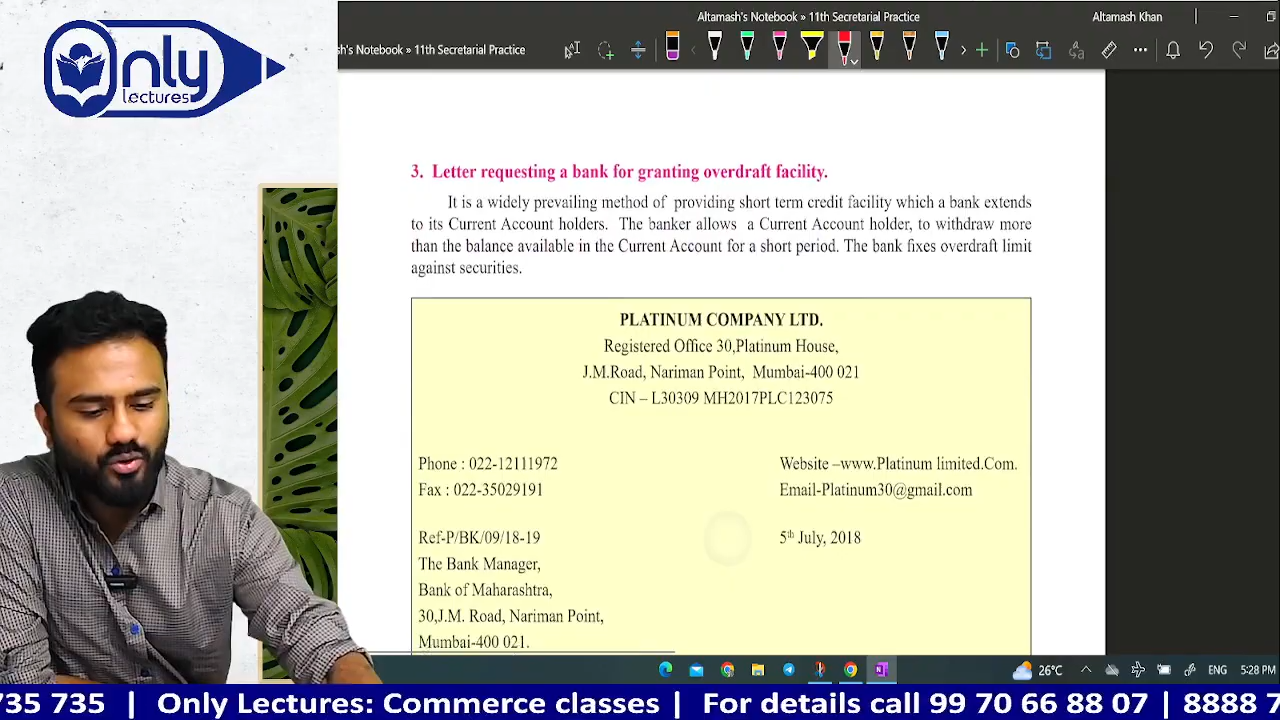 Only
lectures
Altamash's Notebook » 11th Secretarial Practice
Altamash Khan
's Notebook » 11th Secretarial Practice
3. Letter requesting a bank for granting overdraft facility.
It is a widely prevailing method of providing short term credit facility which a bank extends
to its Current Account holders. The banker allows a Current Account holder, to withdraw more
than the balance available in the Current Account for a short period. The bank fixes overdraft limit
against securities.
PLATINUM COMPANY LTD.
Registered Office 30,Platinum House,
J.M.Road, Nariman Point, Mumbai-400 021
CIN – L30309 MH2017PLC123075
Phone : 022-12111972
Website –www.Platinum limited.Com.
Fax : 022-35029191
Email-Platinum30@gmail.com
Ref-P/BK/09/18-19
5th July, 2018
The Bank Manager,
Bank of Maharashtra,
30,J.M. Road, Nariman Point,
Mumbai-400 021.
26°C
ENG
5:28 PM
735 735 | Only Lectures: Commerce classes | For details call 99 70 66 88 07 | 8888 7